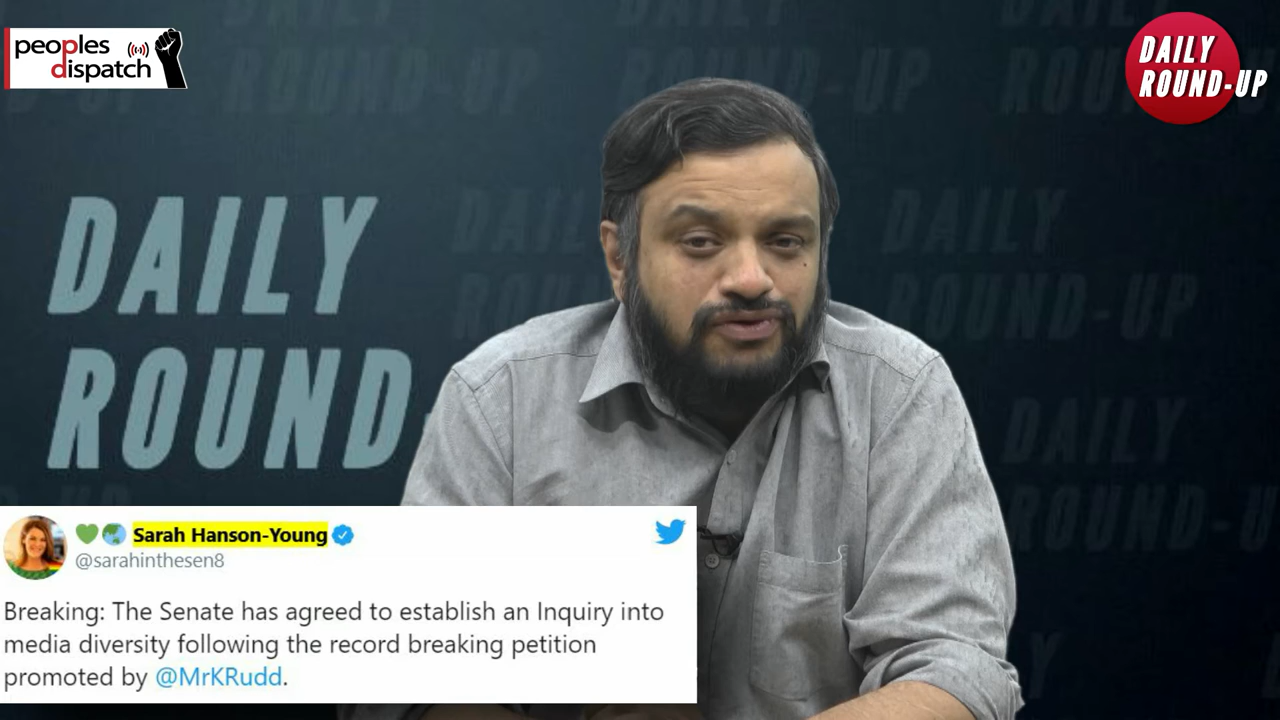 peoples
dispatch
DAILY
ROUND-UP
DAILY
ROUND-
Sarah Hanson-Young
@sarahinthesen8
Breaking: The Senate has agreed to establish an Inquiry into
media diversity following the record breaking petition
promoted by @MrKRudd.